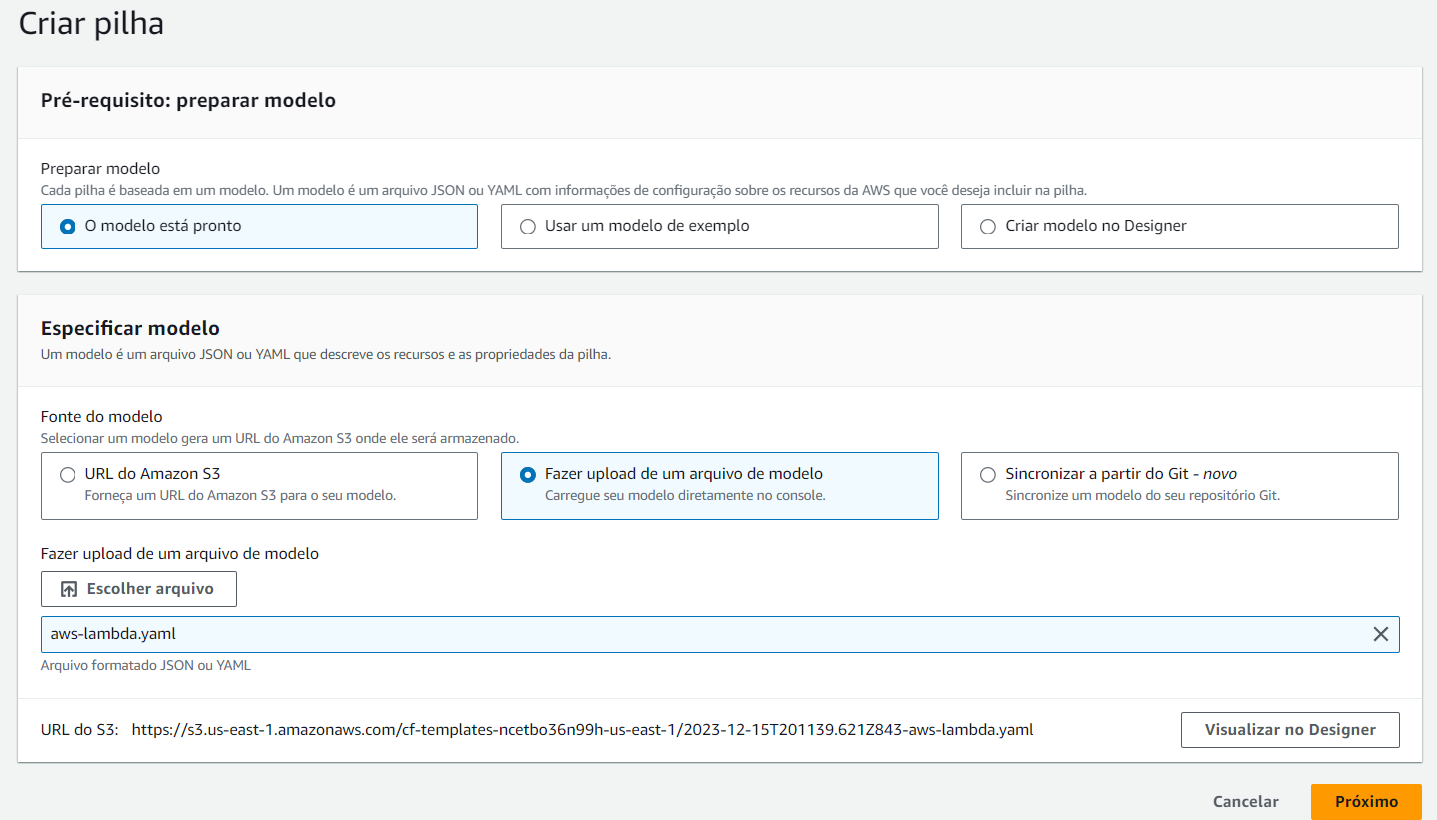 Criar pilha
Pré-requisito: preparar modelo
Preparar modelo
Cada pilha é baseada em um modelo. Um modelo é um arquivo JSON ou YAML com informações de configuração sobre os recursos da AWS que você deseja incluir na pilha.
O modelo está pronto
Usar um modelo de exemplo
Criar modelo no Designer
Especificar modelo
Um modelo é um arquivo JSON ou YAML que descreve os recursos e as propriedades da pilha.
Fonte do modelo
Selecionar um modelo gera um URL do Amazon S3 onde ele será armazenado.
URL do Amazon S3
Forneça um URL do Amazon S3 para o seu modelo.
Fazer upload de um arquivo de modelo
Carregue seu modelo diretamente no console.
Sincronizar a partir do Git - novo
Sincronize um modelo do seu repositório Git.
Fazer upload de um arquivo de modelo
Escolher arquivo
aws-lambda.yaml
Arquivo formatado JSON ou YAML
URL do S3: https://s3.us-east-1.amazonaws.com/cf-templates-ncetbo36n99h-us-east-1/2023-12-15T201139.621Z843-aws-lambda.yaml
Visualizar no Designer
Cancelar
Próximo